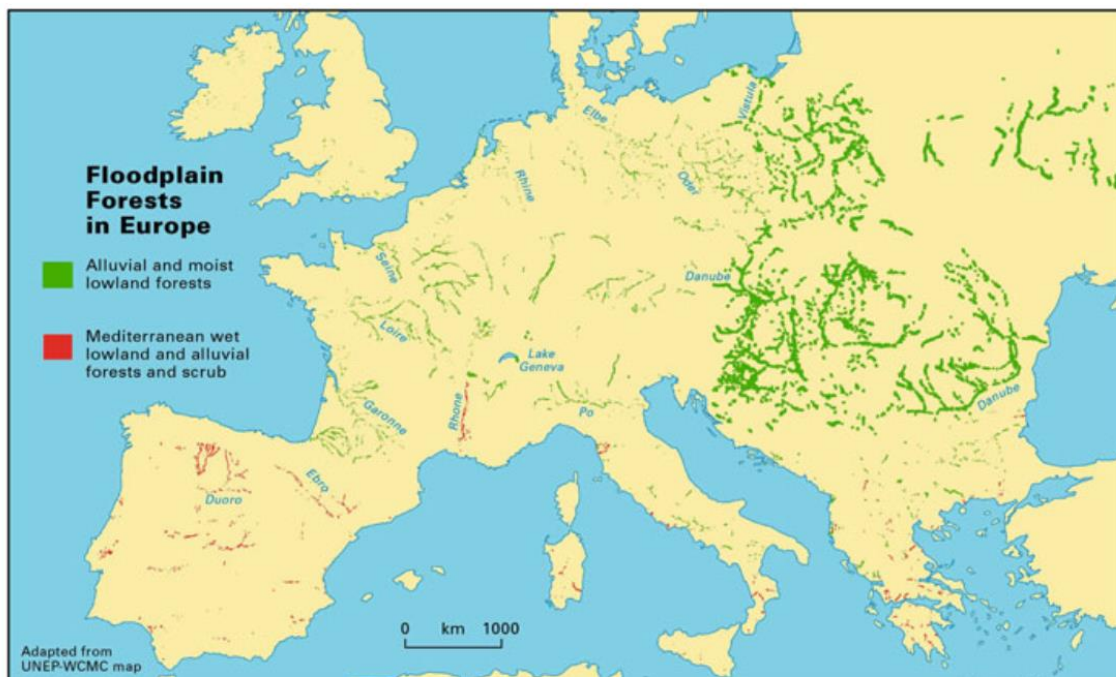 Floodplain
Forests
in Europe
Alluvial and moist
lowland forests
Mediterranean wet
lowland and alluvial
forests and scrub
Elbe
Vistula
Rhine
Oder
Seine
Danube
Loire
Lake
Geneva
Rhone
Po
Garonne
Danube
Ebro
Duoro
0 km 1000
Adapted from
UNEP-WCMC map